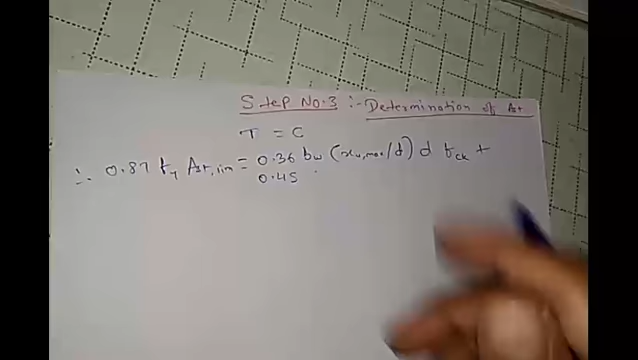 Step No.3 :- Determination of Ast
T = C
∴ 0.87 fy Ast,lim = 0.36 bw (xu,max/d) d fck +
0.45